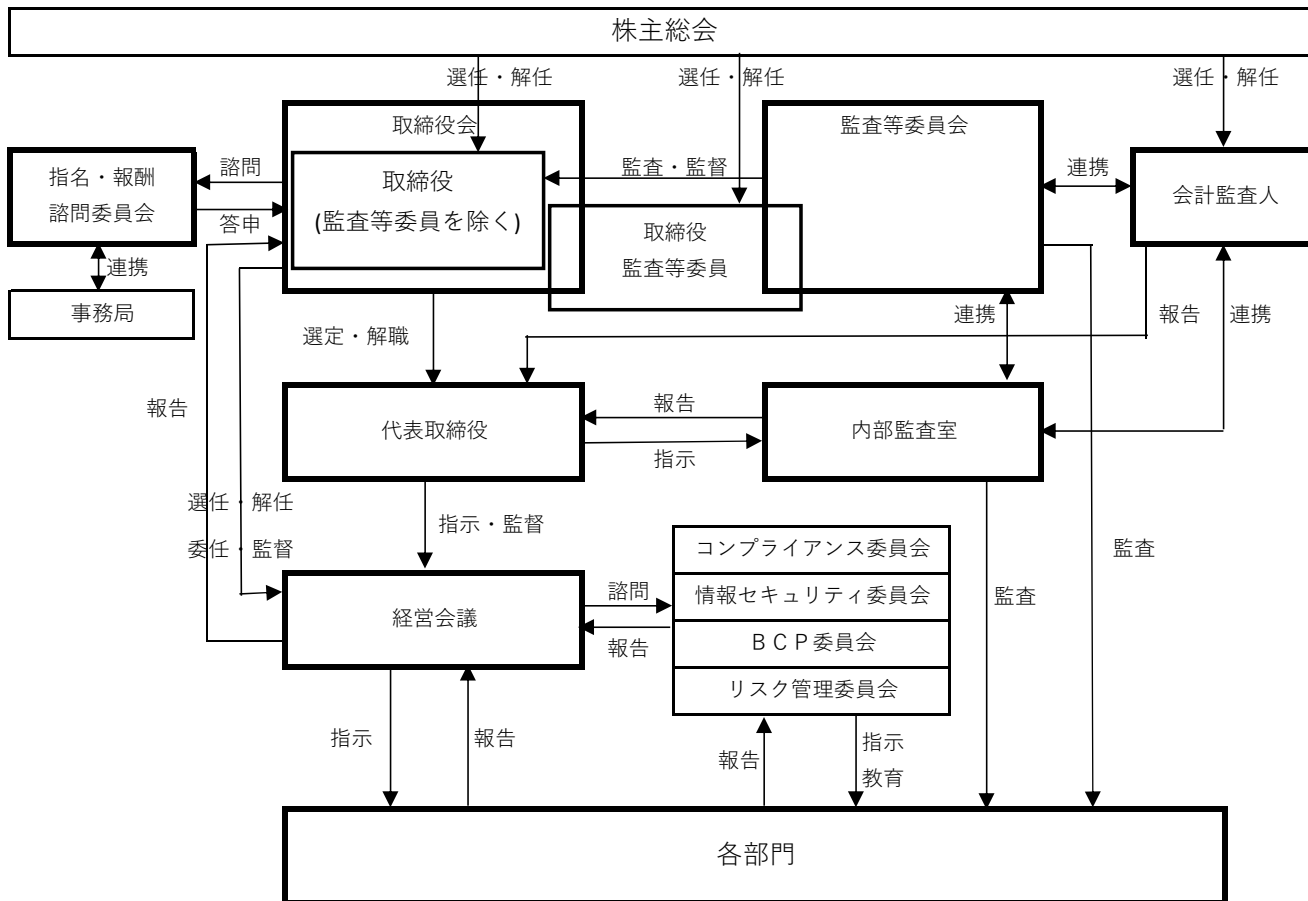 株主総会
選任・解任
選任・解任
選任・解任
取締役会
監査等委員会
指名・報酬
諮問委員会
諮問
答申
取締役
(監査等委員を除く)
監査・監督
取締役
監査等委員
連携
会計監査人
連携
事務局
選定・解職
連携
報告
連携
報告
代表取締役
報告
指示
内部監査室
選任・解任
委任・監督
指示・監督
コンプライアンス委員会
情報セキュリティ委員会
ＢＣＰ委員会
リスク管理委員会
監査
監査
経営会議
諮問
報告
指示
報告
報告
指示
教育
各部門